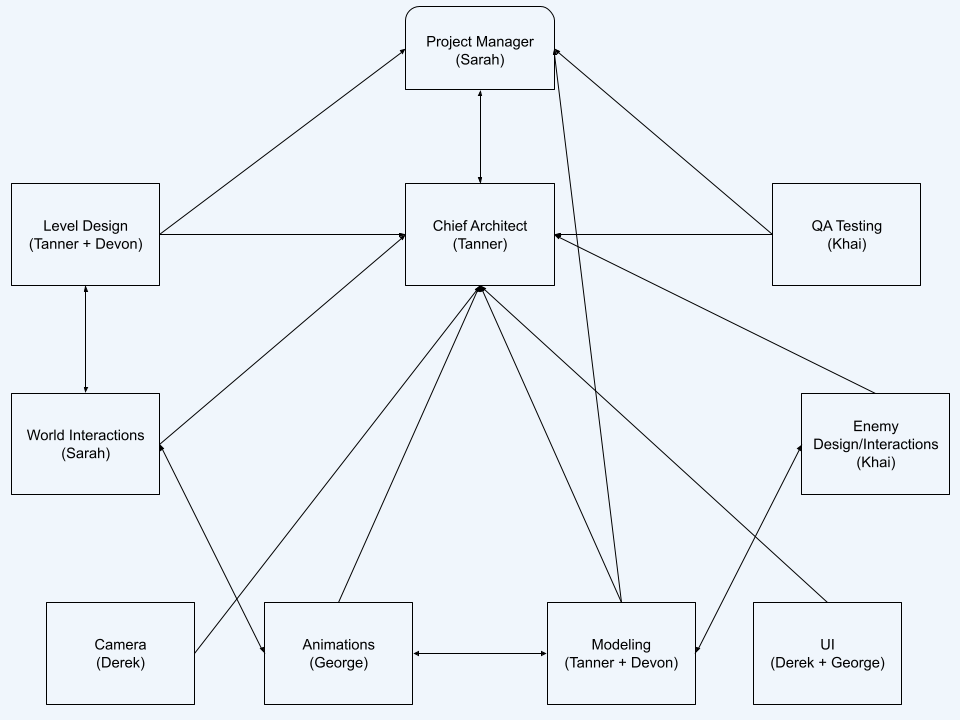 Project Manager
(Sarah)
Level Design
(Tanner + Devon)
Chief Architect
(Tanner)
QA Testing
(Khai)
World Interactions
(Sarah)
Enemy
Design/Interactions
(Khai)
Camera
(Derek)
Animations
(George)
Modeling
(Tanner + Devon)
UI
(Derek + George)